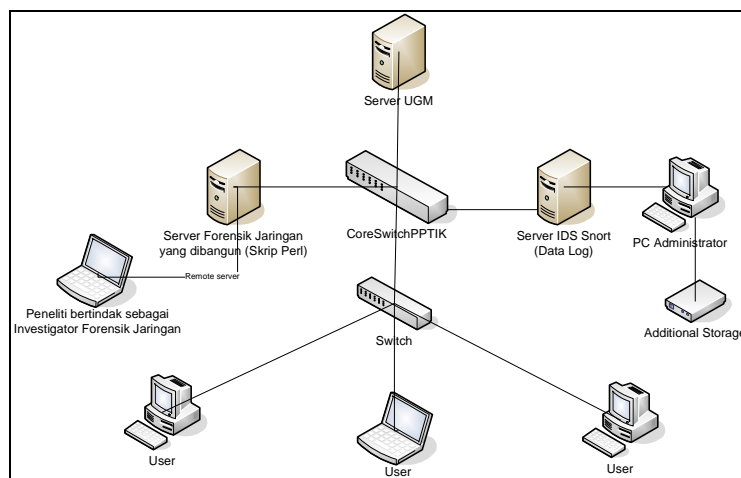 Server UGM
Server Forensik Jaringan
yang dibangun (Skrip Perl)
CoreSwitchPPTIK
Server IDS Snort
(Data Log)
PC Administrator
Remote server
Peneliti bertindak sebagai
Investigator Forensik Jaringan
Switch
Additional Storage
User
User
User